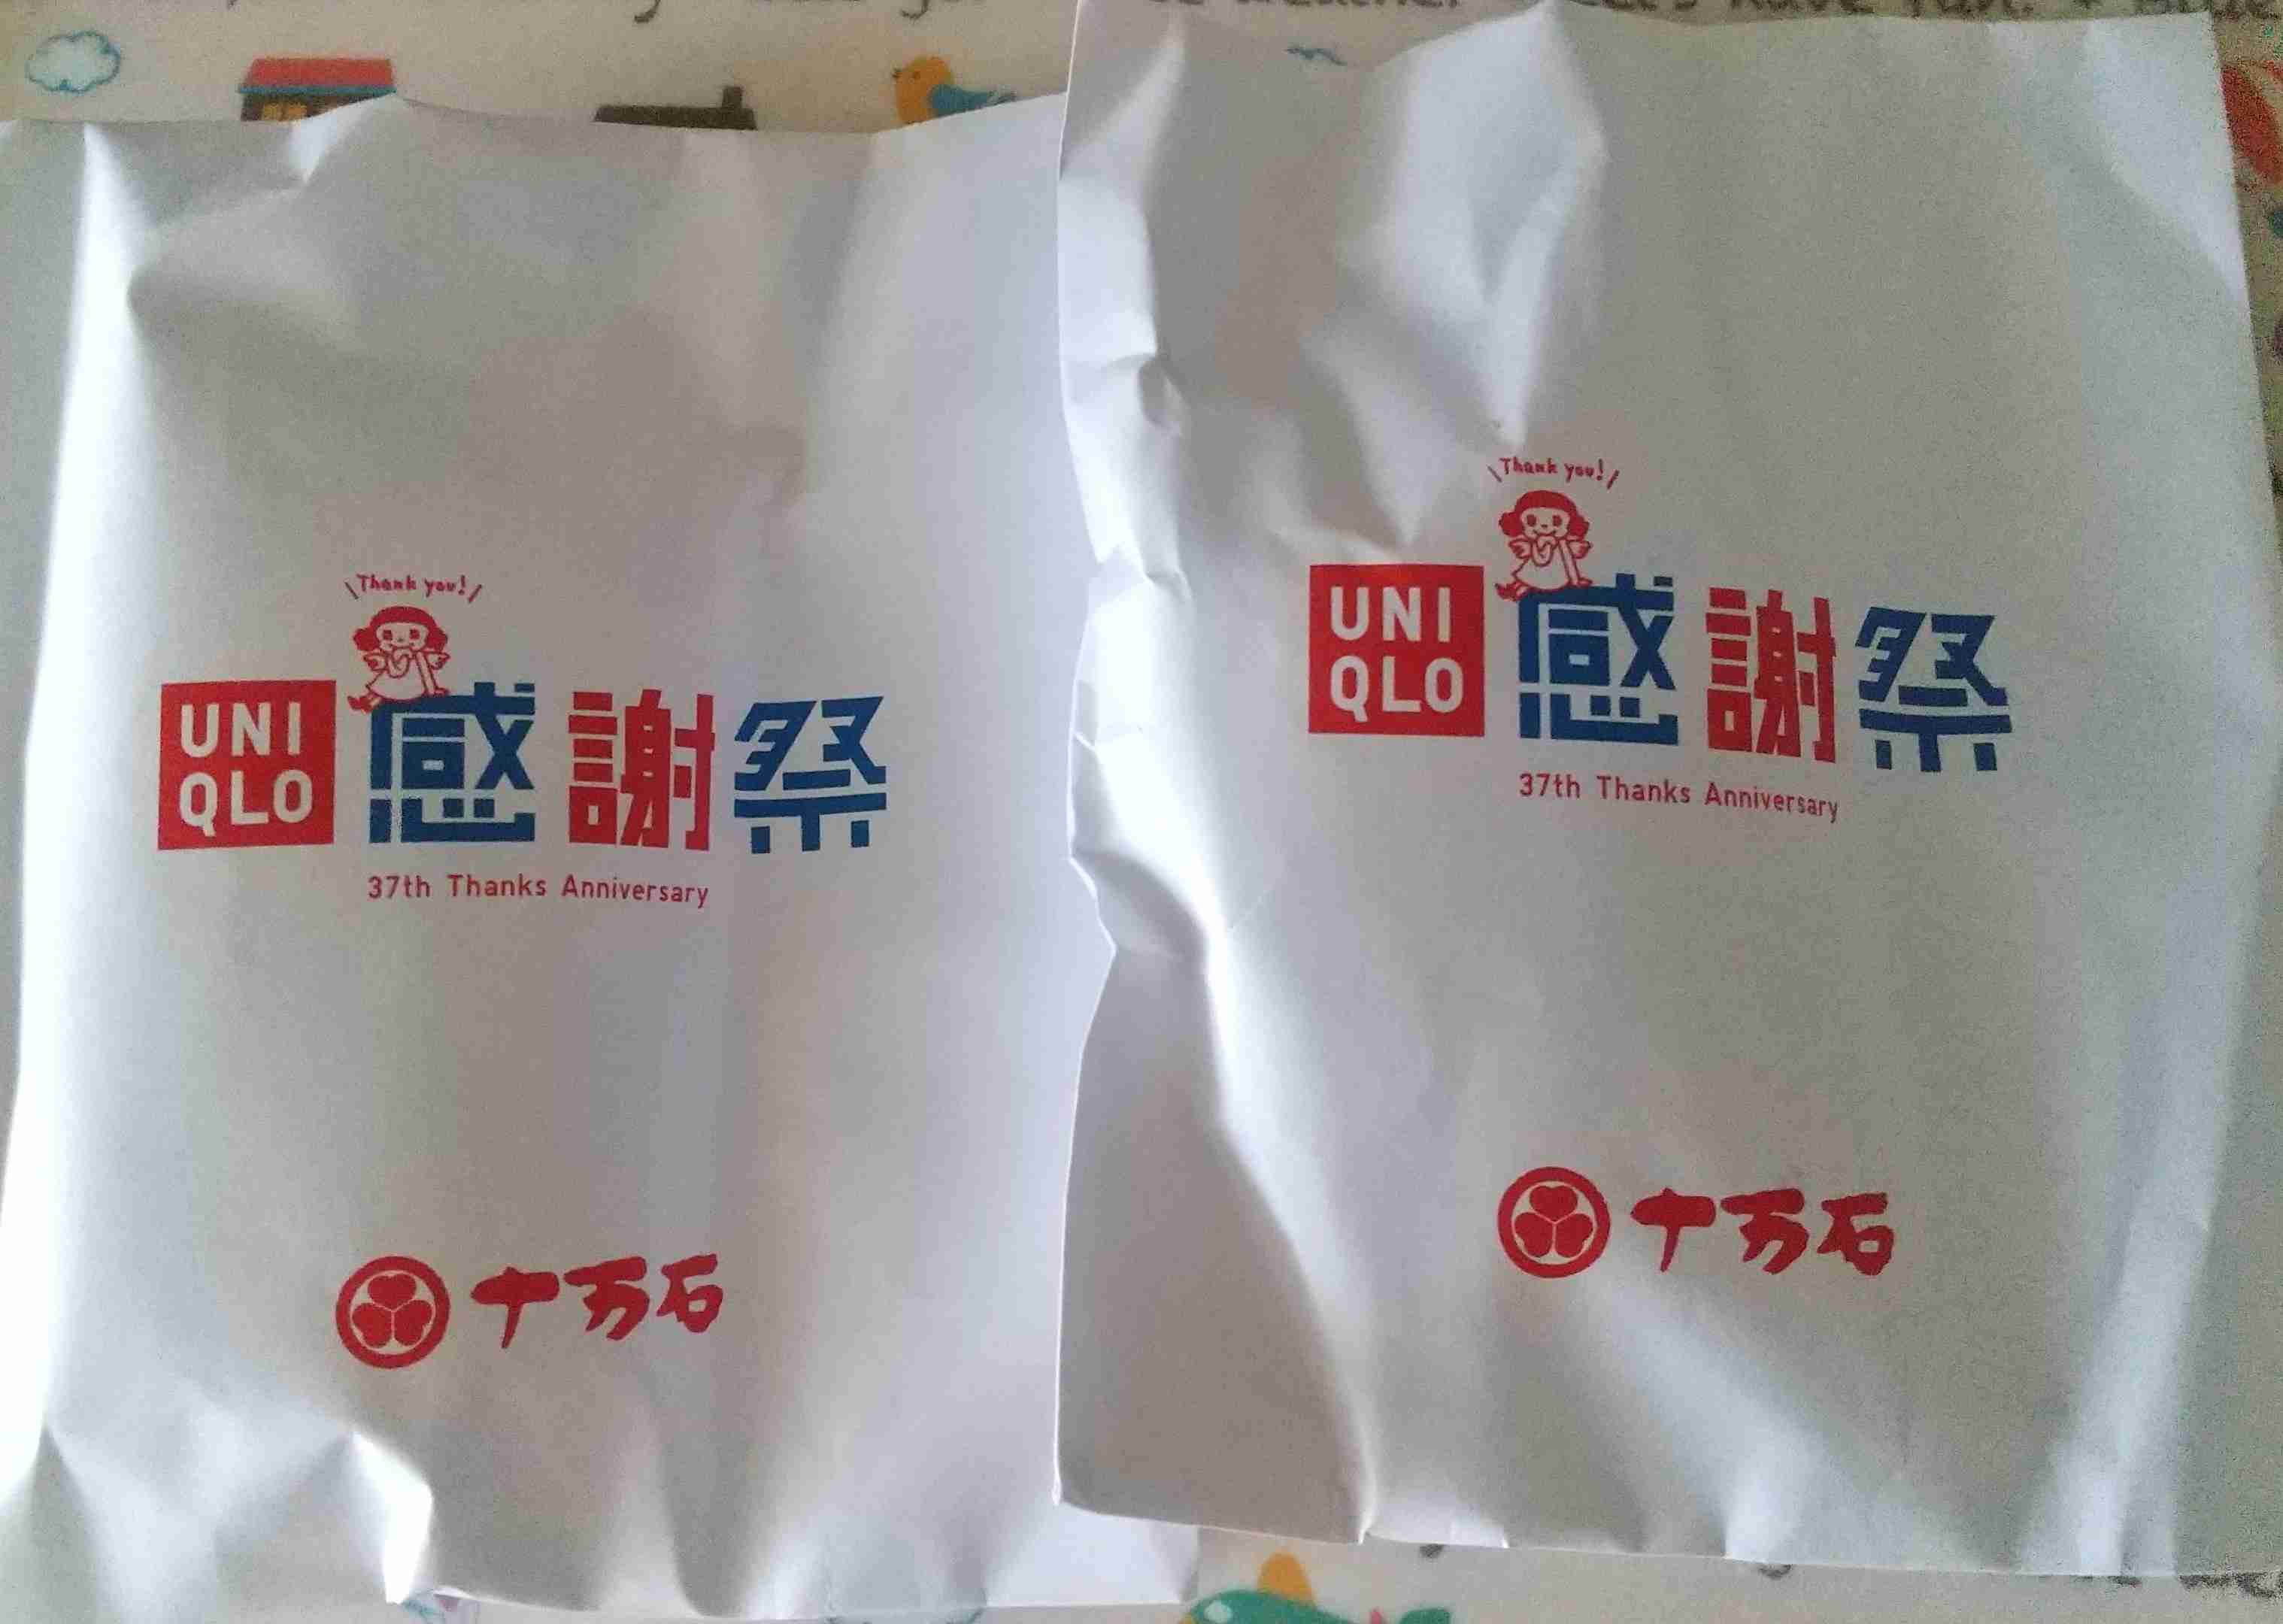 Thank you!
UNI
QLO
感謝祭
37th Thanks Anniversary
十万石
Thank you!
UNI
QLO
感謝祭
37th Thanks Anniversary
十万石